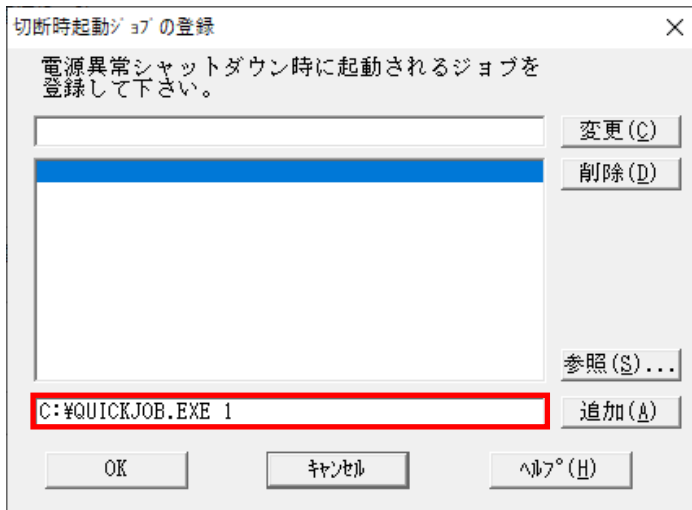 切断時起動ｼﾞｮﾌﾞの登録
電源異常シャットダウン時に起動されるジョブを
登録して下さい。
変更(C)
削除(D)
参照(S)...
C:¥QUICKJOB.EXE 1
追加(A)
OK
ｷｬﾝｾﾙ
ﾍﾙﾌﾟ(H)